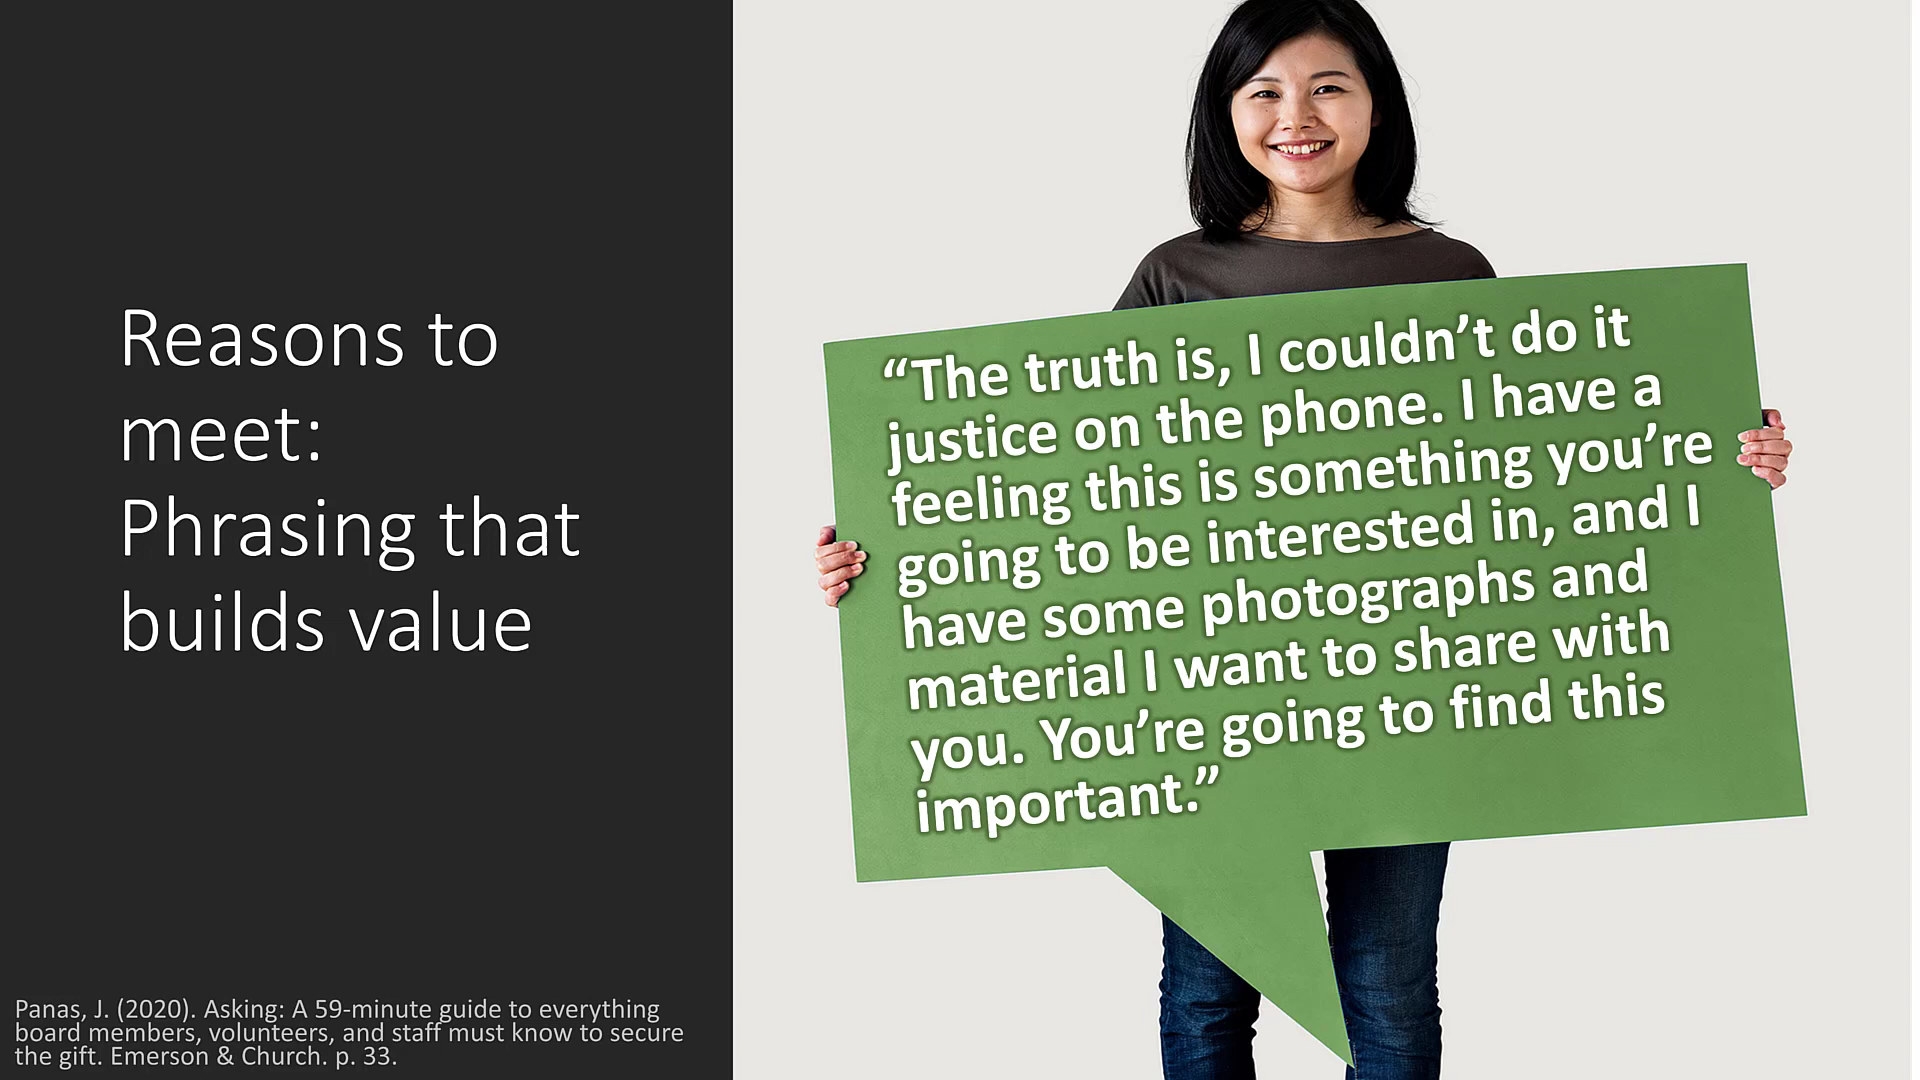 Reasons to
meet:
Phrasing that
builds value
“The truth is, I couldn’t do it
justice on the phone. I have a
feeling this is something you’re
going to be interested in, and I
have some photographs and
material I want to share with
you. You’re going to find this
important.”
Panas, J. (2020). Asking: A 59-minute guide to everything
board members, volunteers, and staff must know to secure
the gift. Emerson & Church. p. 33.